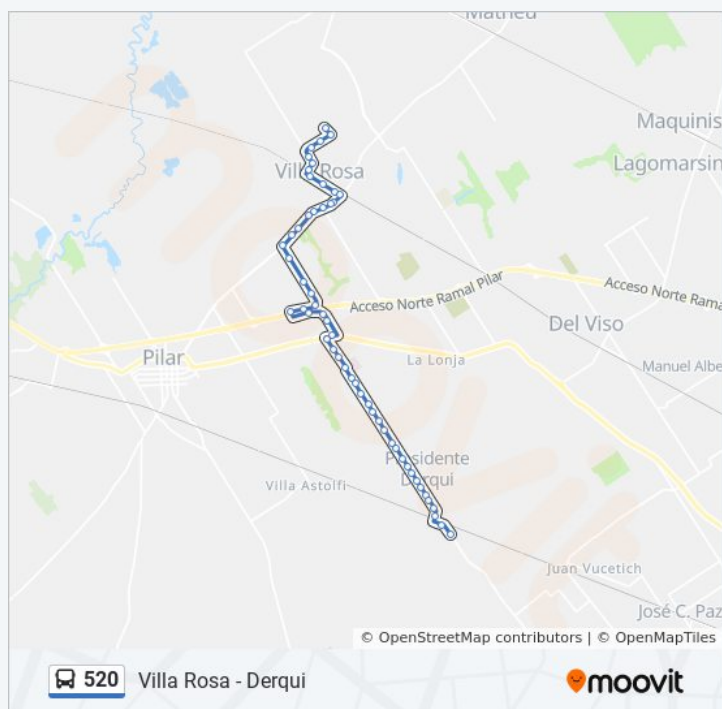 Matheu
Maquinis
Lagomarsin
Villa Rosa
Acceso Norte Ramal Pilar
Acceso Norte Rama
Del Viso
Pilar
La Lonja
Manuel Albe
Presidente
Derqui
Villa Astolfi
Juan Vucetich
José C. Paz
© OpenStreetMap contributors | © OpenMapTiles
520 Villa Rosa - Derqui
moovit